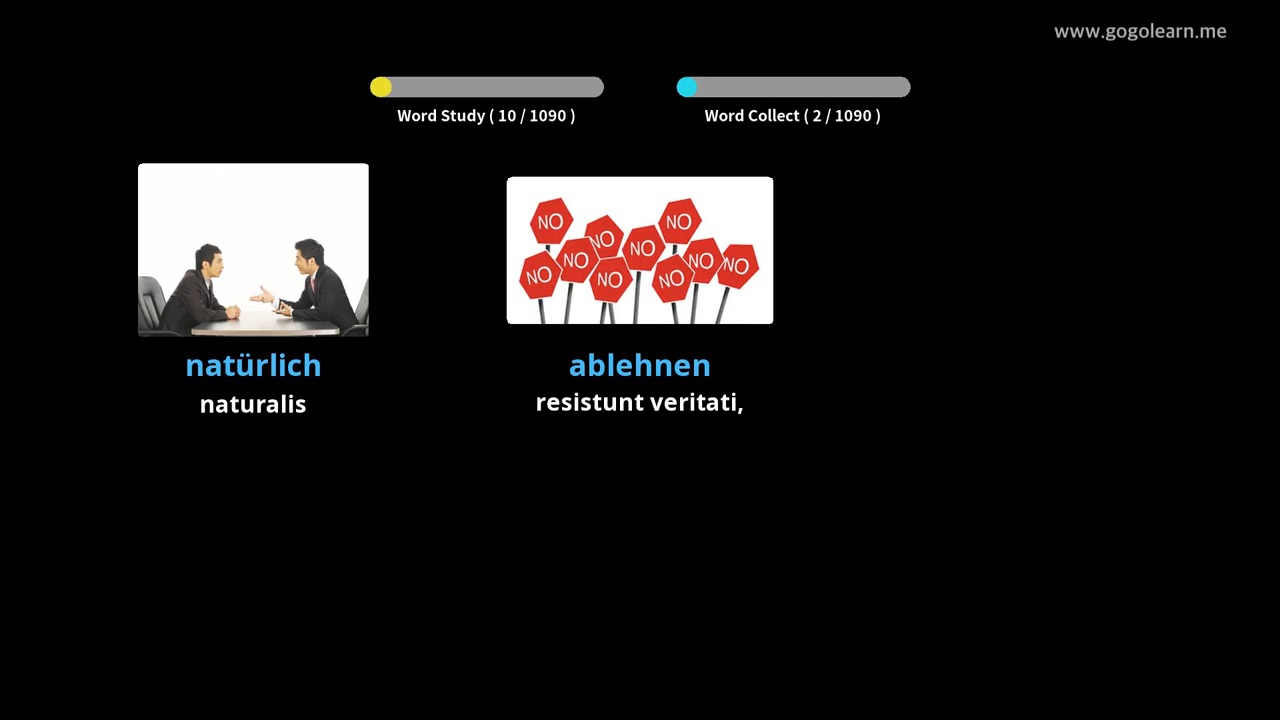 www.gogolearn.me
Word Study ( 10 / 1090 )
Word Collect ( 2 / 1090 )
NO
NO
NO
NO
NO
NO
NO
NO
NO
NO
natürlich
naturalis
ablehnen
resistunt veritati,